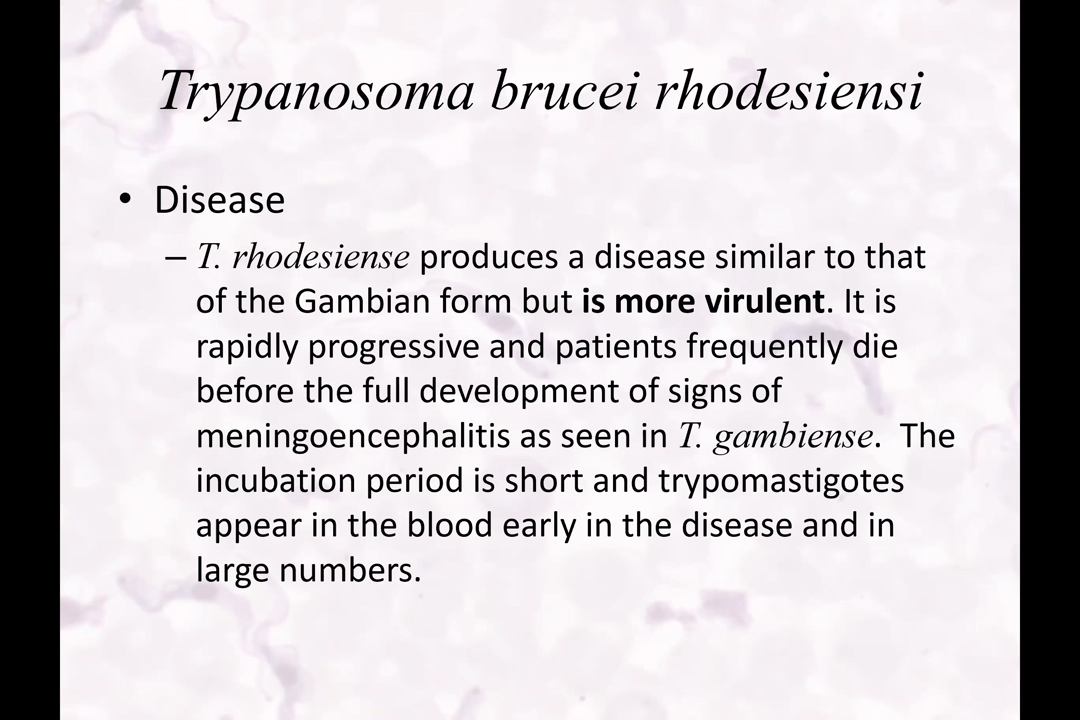 Trypanosoma brucei rhodesiensi
• Disease
– T. rhodesiense produces a disease similar to that
of the Gambian form but is more virulent. It is
rapidly progressive and patients frequently die
before the full development of signs of
meningoencephalitis as seen in T. gambiense.  The
incubation period is short and trypomastigotes
appear in the blood early in the disease and in
large numbers.